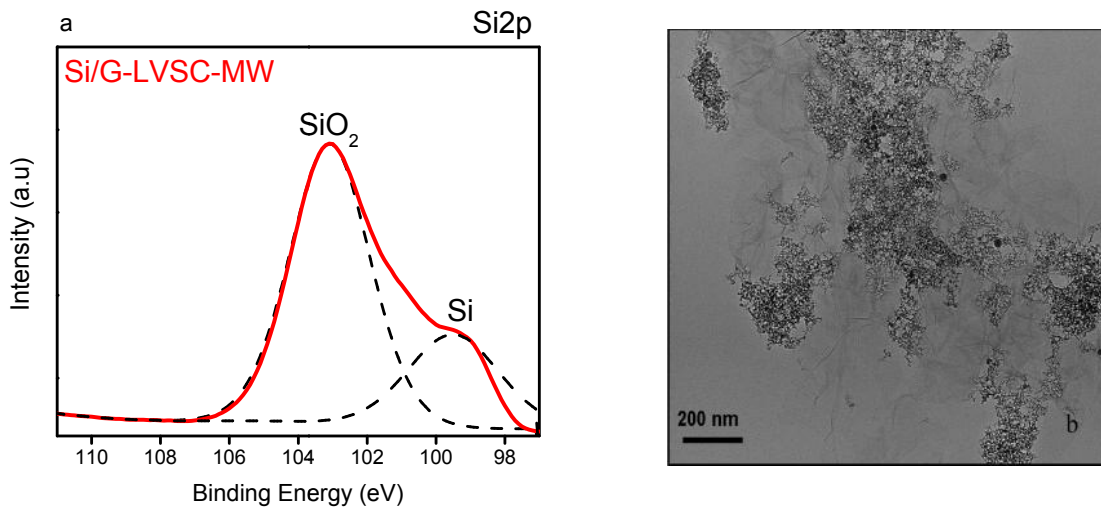 a
Si2p
Si/G-LVSC-MW
SiO2
Si
Intensity (a.u)
110 108 106 104 102 100 98
Binding Energy (eV)
200 nm
b